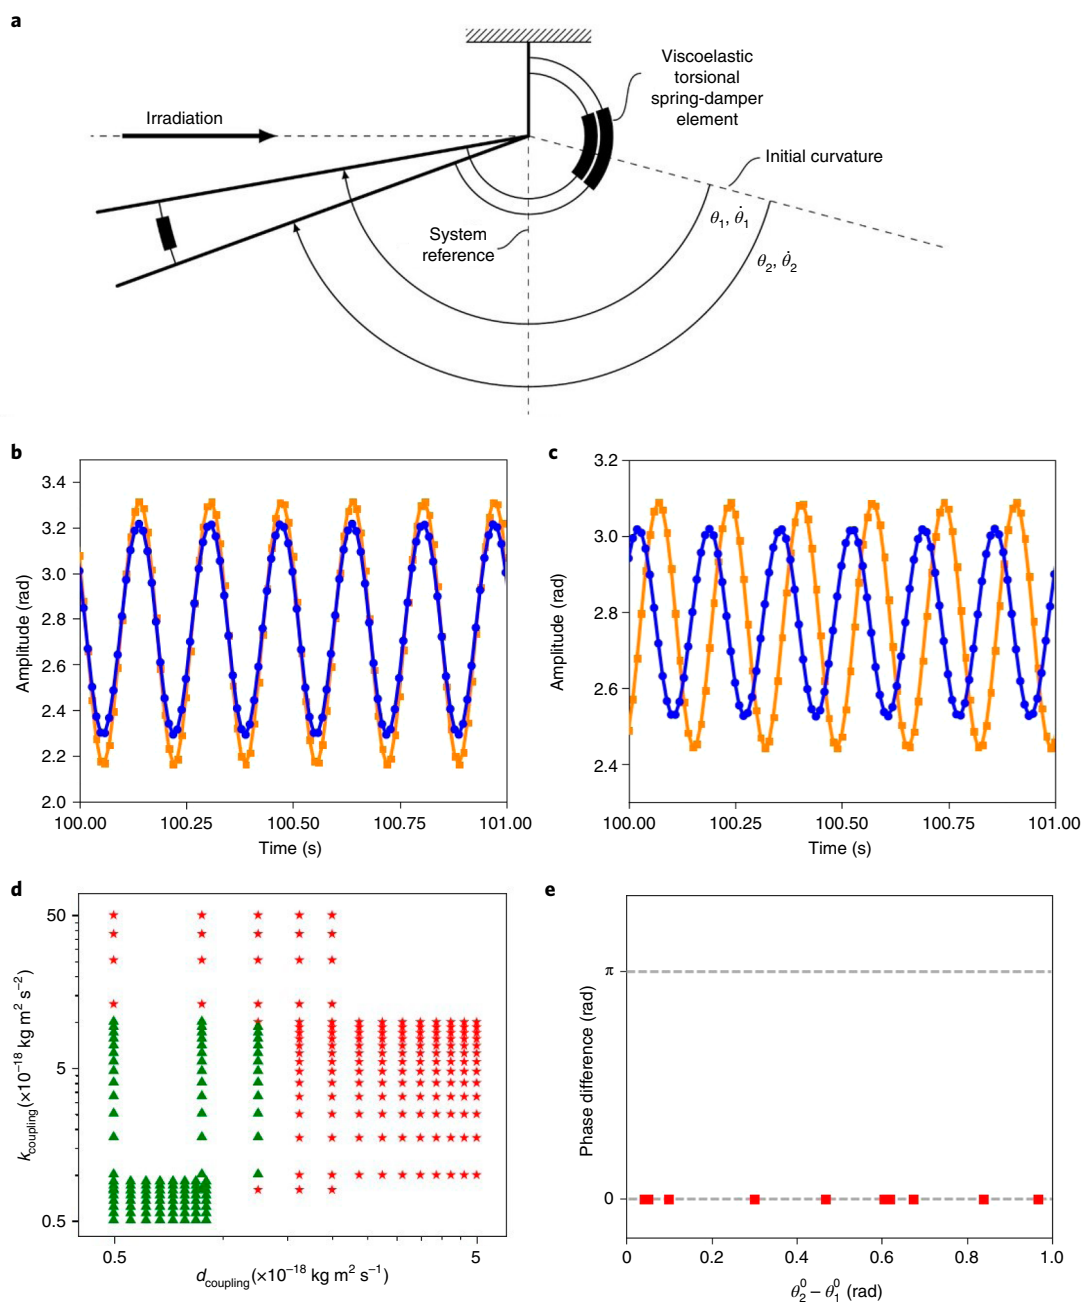 a
Viscoelastic
torsional
spring-damper
element
Irradiation
Initial curvature
θ₁, θ̇₁
System
reference
θ₂, θ̇₂
b
c
3.4
3.2
3.0
2.8
2.6
2.4
2.2
2.0
Amplitude (rad)
100.00 100.25 100.50 100.75 101.00
Time (s)
3.2
3.0
2.8
2.6
2.4
Amplitude (rad)
100.00 100.25 100.50 100.75 101.00
Time (s)
d
e
50
5
0.5
k_coupling (×10⁻¹⁸ kg m² s⁻²)
0.5 5
d_coupling (×10⁻¹⁸ kg m² s⁻¹)
π
0
Phase difference (rad)
0 0.2 0.4 0.6 0.8 1.0
θ₂⁰ – θ₁⁰ (rad)